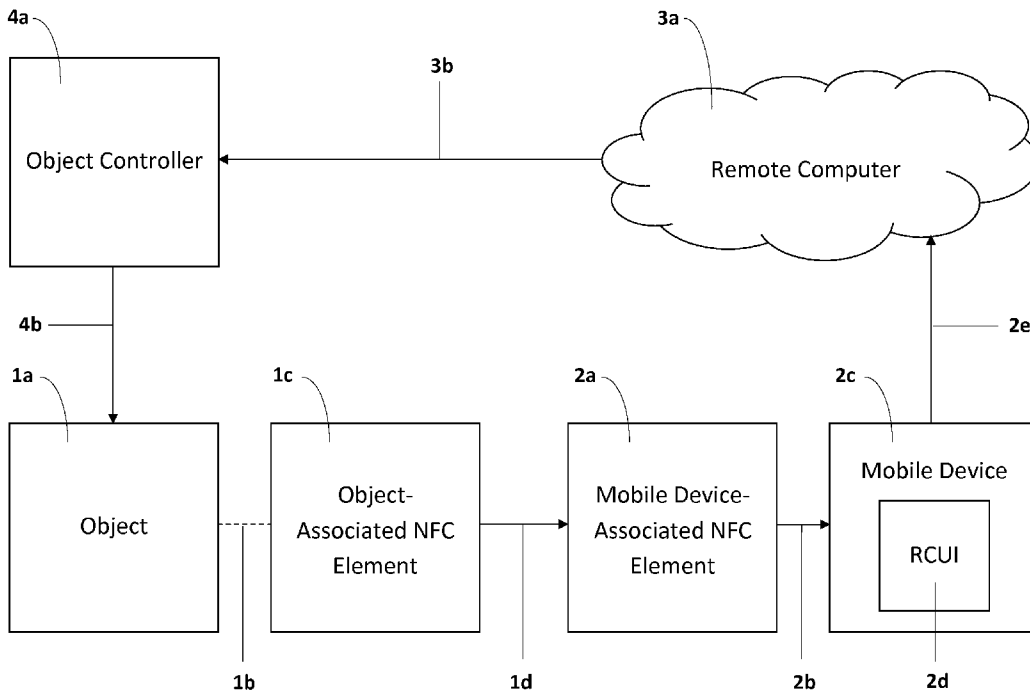 4a
3a
3b
Object Controller
Remote Computer
4b
2e
1a
1c
2a
2c
Object
Object-
Associated NFC
Element
Mobile Device-
Associated NFC
Element
Mobile Device
RCUI
1b
1d
2b
2d